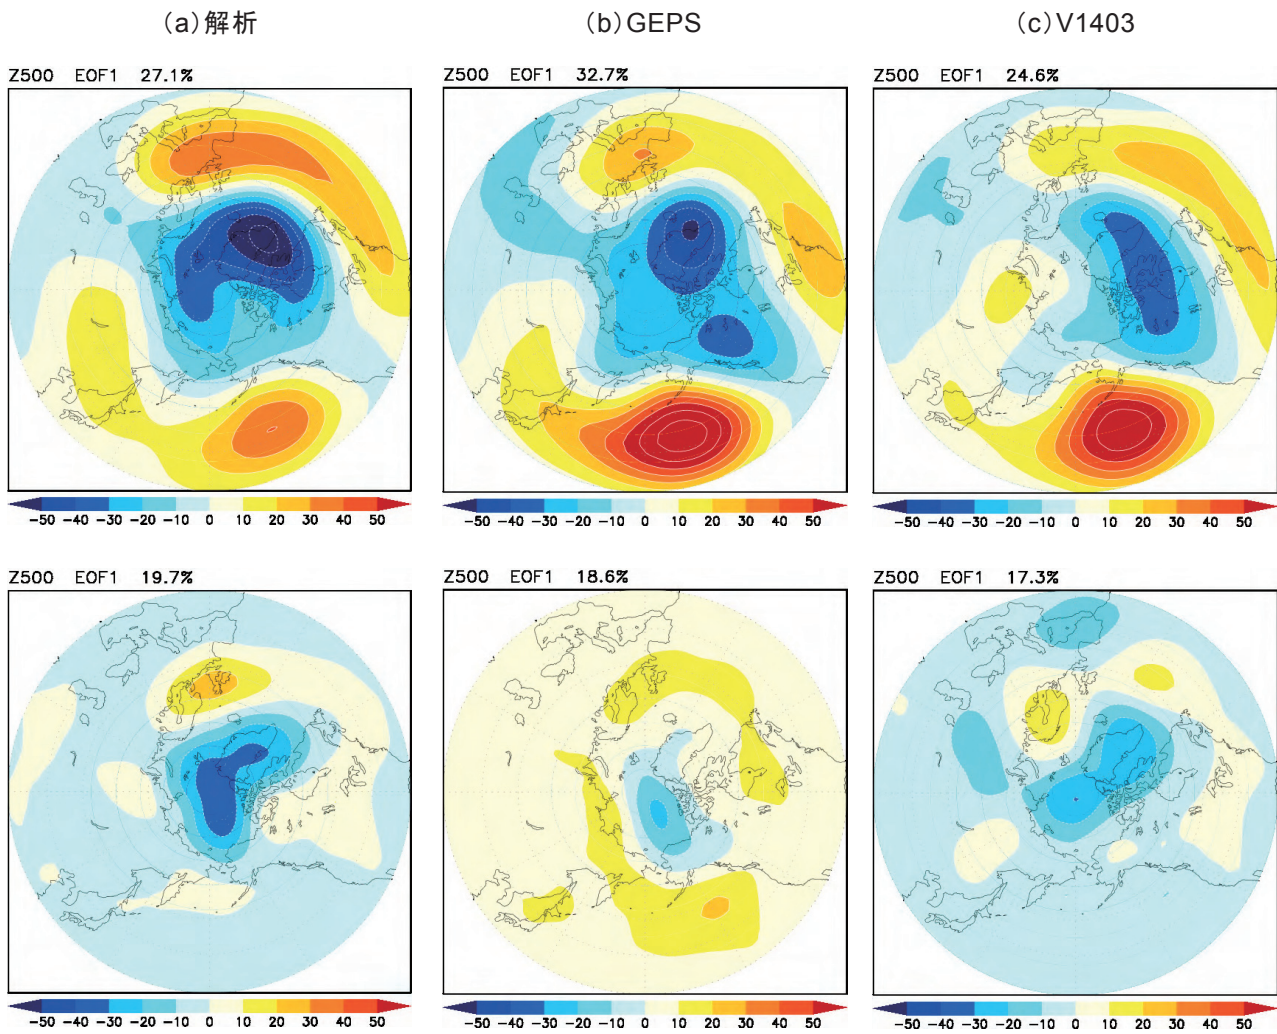 (a)解析
(b)GEPS
(c)V1403
Z500 EOF1 27.1%
Z500 EOF1 32.7%
Z500 EOF1 24.6%
-50 -40 -30 -20 -10 0 10 20 30 40 50
-50 -40 -30 -20 -10 0 10 20 30 40 50
-50 -40 -30 -20 -10 0 10 20 30 40 50
Z500 EOF1 19.7%
Z500 EOF1 18.6%
Z500 EOF1 17.3%
-50 -40 -30 -20 -10 0 10 20 30 40 50
-50 -40 -30 -20 -10 0 10 20 30 40 50
-50 -40 -30 -20 -10 0 10 20 30 40 50